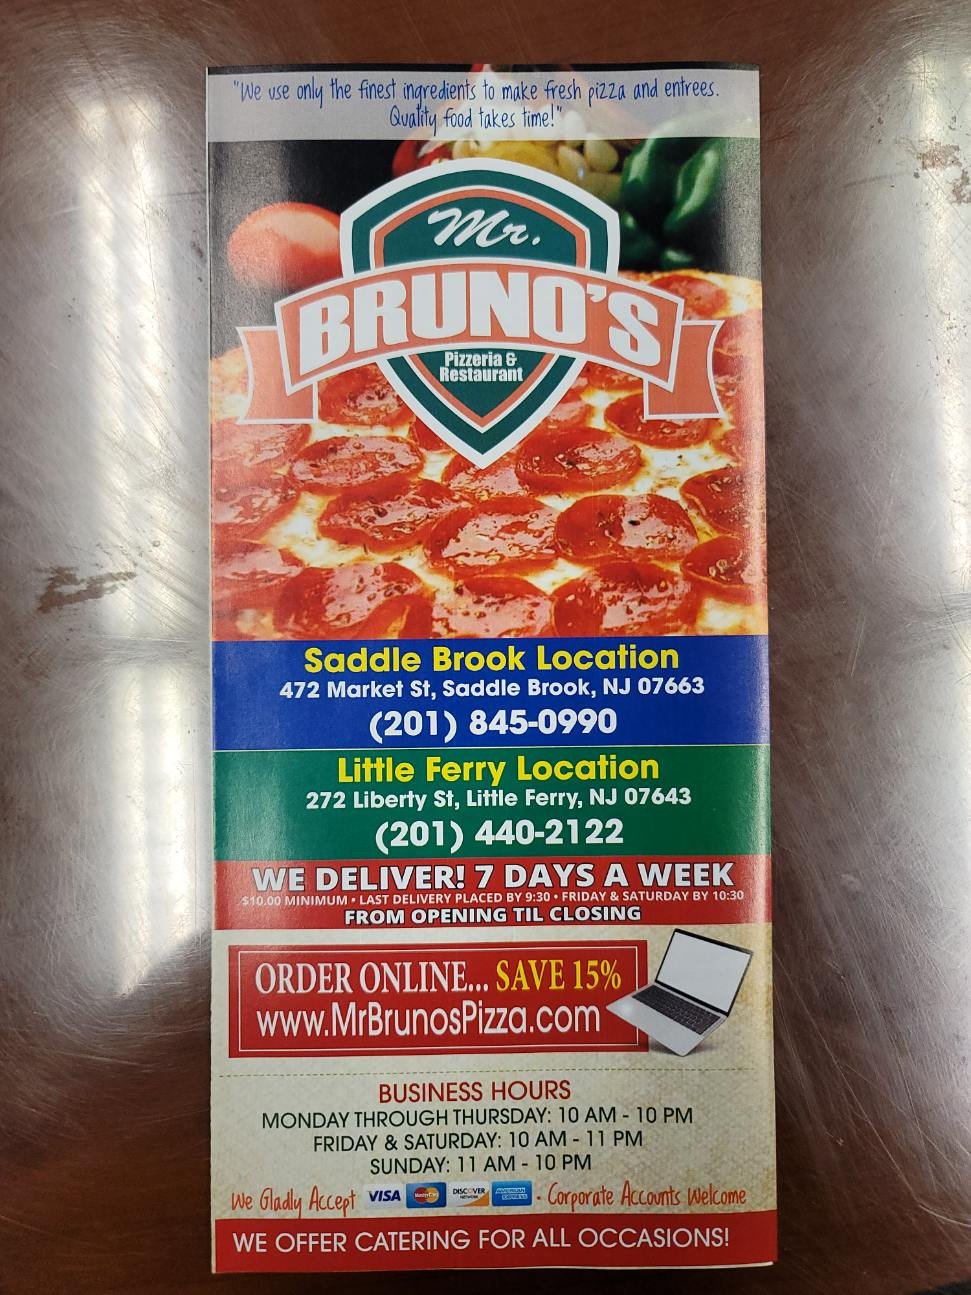 "We use only the finest ingredients to make fresh pizza and entrees.
Quality food takes time!"
Mr.
BRUNO'S
Pizzeria &
Restaurant
Saddle Brook Location
472 Market St, Saddle Brook, NJ 07663
(201) 845-0990
Little Ferry Location
272 Liberty St, Little Ferry, NJ 07643
(201) 440-2122
WE DELIVER! 7 DAYS A WEEK
$10.00 MINIMUM • LAST DELIVERY PLACED BY 9:30 • FRIDAY & SATURDAY BY 10:30
FROM OPENING TIL CLOSING
ORDER ONLINE... SAVE 15%
www.MrBrunosPizza.com
BUSINESS HOURS
MONDAY THROUGH THURSDAY: 10 AM - 10 PM
FRIDAY & SATURDAY: 10 AM - 11 PM
SUNDAY: 11 AM - 10 PM
We Gladly Accept VISA MasterCard DISCOVER NETWORK AMERICAN EXPRESS • Corporate Accounts Welcome
WE OFFER CATERING FOR ALL OCCASIONS!